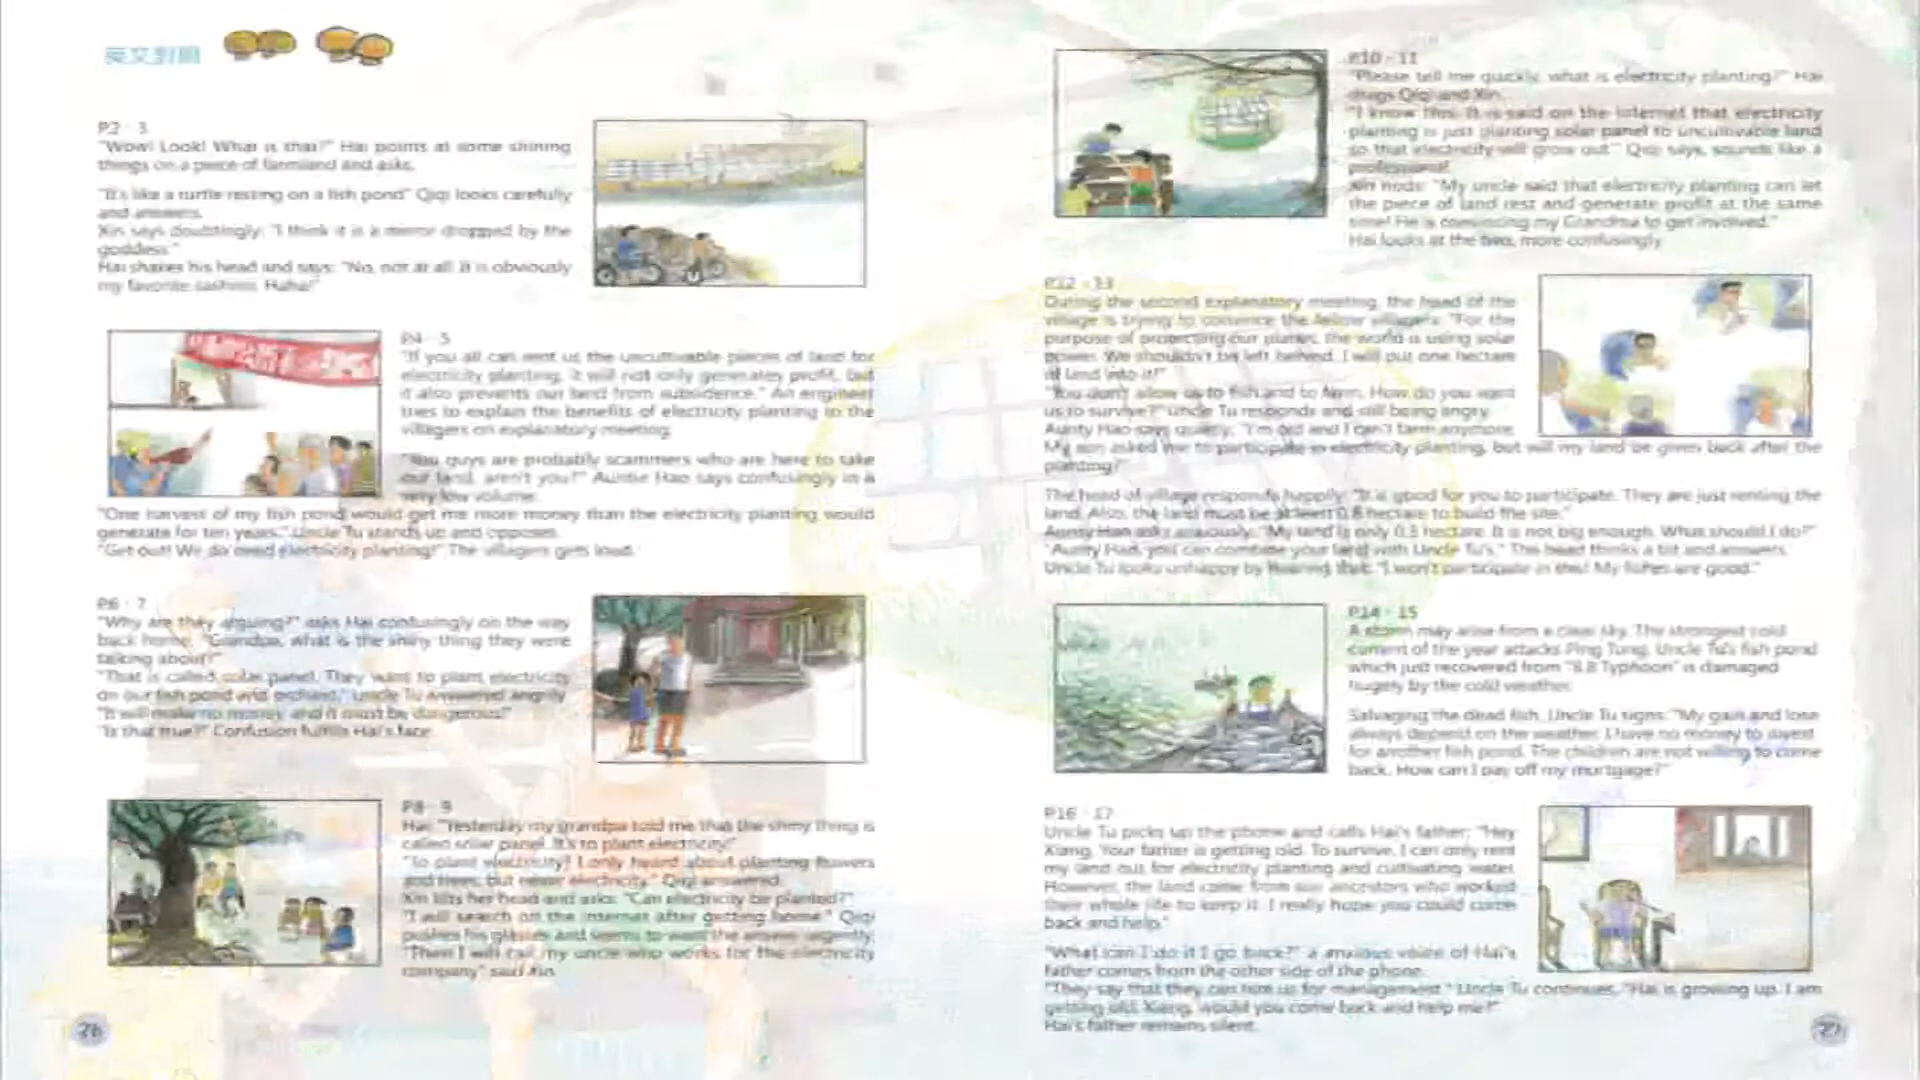 英文對照
P2 - 3
"Wow! Look! What is that?" Hai points at some shining
things on a piece of farmland and asks.
"It's like a turtle resting on a fish pond" Qiqi looks carefully
and answers.
Xin says doubtingly: "I think it is a mirror dropped by the
goddess."
Hai shakes his head and says: "No, not at all. It is obviously
my favorite sashimi. Haha!"
P4 - 5
"If you all can rent us the uncultivable pieces of land for
electricity planting, it will not only generates profit, but
it also prevents our land from subsidence." An engineer
tries to explain the benefits of electricity planting to the
villagers on explanatory meeting.
"You guys are probably scammers who are here to take
our land, aren't you?" Auntie Hao says confusingly in a
very low volume.
"One harvest of my fish pond would get me more money than the electricity planting would
generate for ten years." Uncle Tu stands up and opposes.
"Get out! We do need electricity planting!" The villagers gets loud.
P6 - 7
"Why are they arguing?" asks Hai confusingly on the way
back home. "Grandpa, what is the shiny thing they were
talking about?"
"That is called solar panel. They want to plant electricity
on our fish pond and orchard," uncle Tu answered angrily
"It will make no money, and it must be dangerous!"
"Is that true?" Confusion fulfills Hai's face.
P8 - 9
Hai: "Yesterday my grandpa told me that the shiny thing is
called solar panel. It's to plant electricity!"
"To plant electricity? I only heard about planting flowers
and trees, but never electricity." Qiqi answered.
Xin tilts her head and asks: "Can electricity be planted?"
"I will search on the internet after getting home." Qiqi
pushes his glasses and seems to want the answer urgently.
"Then I will call my uncle who works for the electricity
company" said Xin.
26
P10 - 11
"Please tell me quickly, what is electricity planting?" Hai
drags Qiqi and Xin.
"I know this. It is said on the internet that electricity
planting is just planting solar panel to uncultivable land
so that electricity will grow out" Qiqi says, sounds like a
professional.
Xin nods: "My uncle said that electricity planting can let
the piece of land rest and generate profit at the same
time! He is convincing my Grandma to get involved."
Hai looks at the two, more confusingly.
P12 - 13
During the second explanatory meeting, the head of the
village is trying to convince the fellow villagers: "For the
purpose of protecting our planet, the world is using solar
power. We shouldn't be left behind. I will put one hectare
of land into it!"
"You don't allow us to fish and to farm. How do you want
us to survive?" uncle Tu responds and still being angry.
Aunty Hao says quietly: "I'm old and I can't farm anymore.
My son asked me to participate in electricity planting, but will my land be given back after the
planting?"
The head of village responds happily: "It is good for you to participate. They are just renting the
land. Also, the land must be at least 0.8 hectare to build the site."
Aunty Hao asks anxiously: "My land is only 0.3 hectare. It is not big enough. What should I do?"
"Aunty Hao, you can combine your land with Uncle Tu's." The head thinks a bit and answers.
Uncle Tu looks unhappy by hearing that: "I won't participate in this! My fishes are good."
P14 - 15
A storm may arise from a clear sky. The strongest cold
current of the year attacks Ping Tung. Uncle Tu's fish pond
which just recovered from "8.8 Typhoon" is damaged
hugely by the cold weather.
Salvaging the dead fish, Uncle Tu signs: "My gain and lose
always depend on the weather. I have no money to invest
for another fish pond. The children are not willing to come
back. How can I pay off my mortgage?"
P16 - 17
Uncle Tu picks up the phone and calls Hai's father: "Hey
Xiang. Your father is getting old. To survive, I can only rent
my land out for electricity planting and cultivating water.
However, the land came from our ancestors who worked
their whole life to keep it. I really hope you could come
back and help."
"What can I do if I go back?" a anxious voice of Hai's
father comes from the other side of the phone.
"They say that they can hire us for management." Uncle Tu continues, "Hai is growing up. I am
getting old. Xiang, would you come back and help me?"
Hai's father remains silent.
27